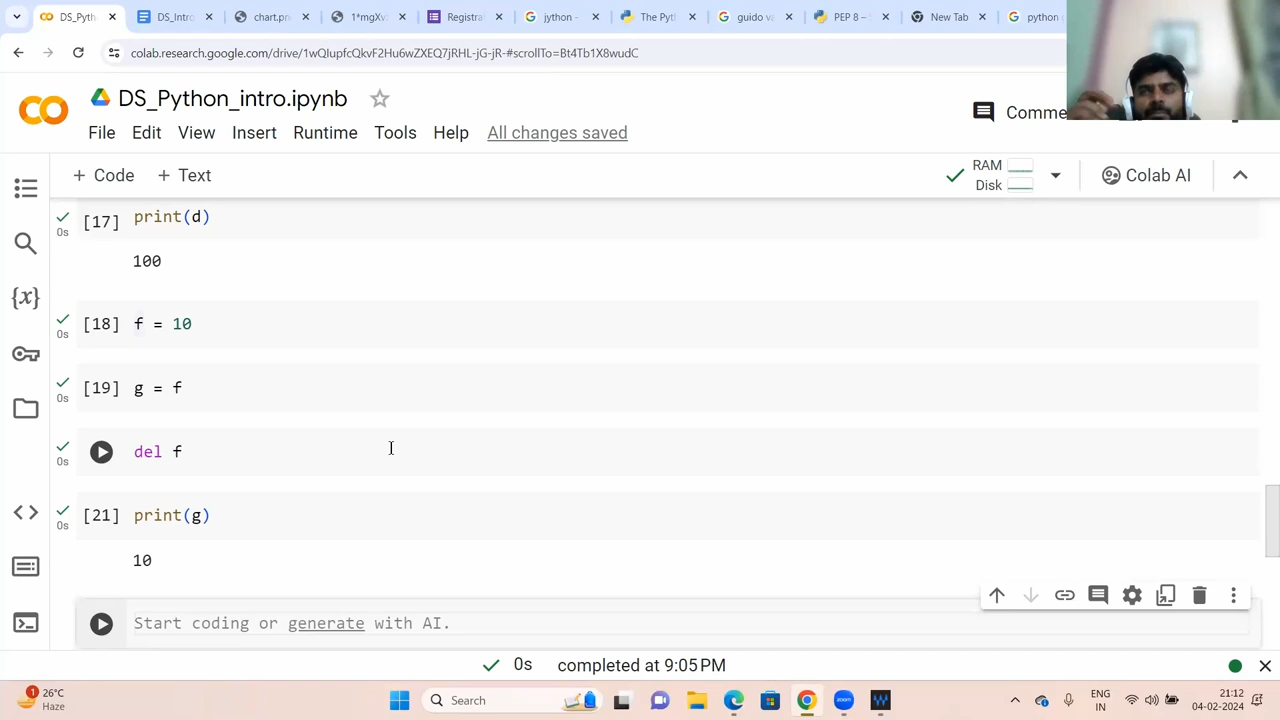 DS_Pyth
DS_Intro
chart.pn
1*mgXv
Registra
jython -
The Pyt
guido va
PEP 8 –
New Tab
python g
colab.research.google.com/drive/1wQIupfcQkvF2Hu6wZXEQ7jRHL-jG-jR-#scrollTo=Bt4Tb1X8wudC
DS_Python_intro.ipynb
Comme
File Edit View Insert Runtime Tools Help All changes saved
+ Code + Text
RAM
Disk
Colab AI
[17] print(d)
0s
100
[18] f = 10
0s
[19] g = f
0s
del f
0s
[21] print(g)
0s
10
Start coding or generate with AI.
0s completed at 9:05 PM
1
26°C
Haze
Search
zoom
W
ENG
IN
21:12
04-02-2024